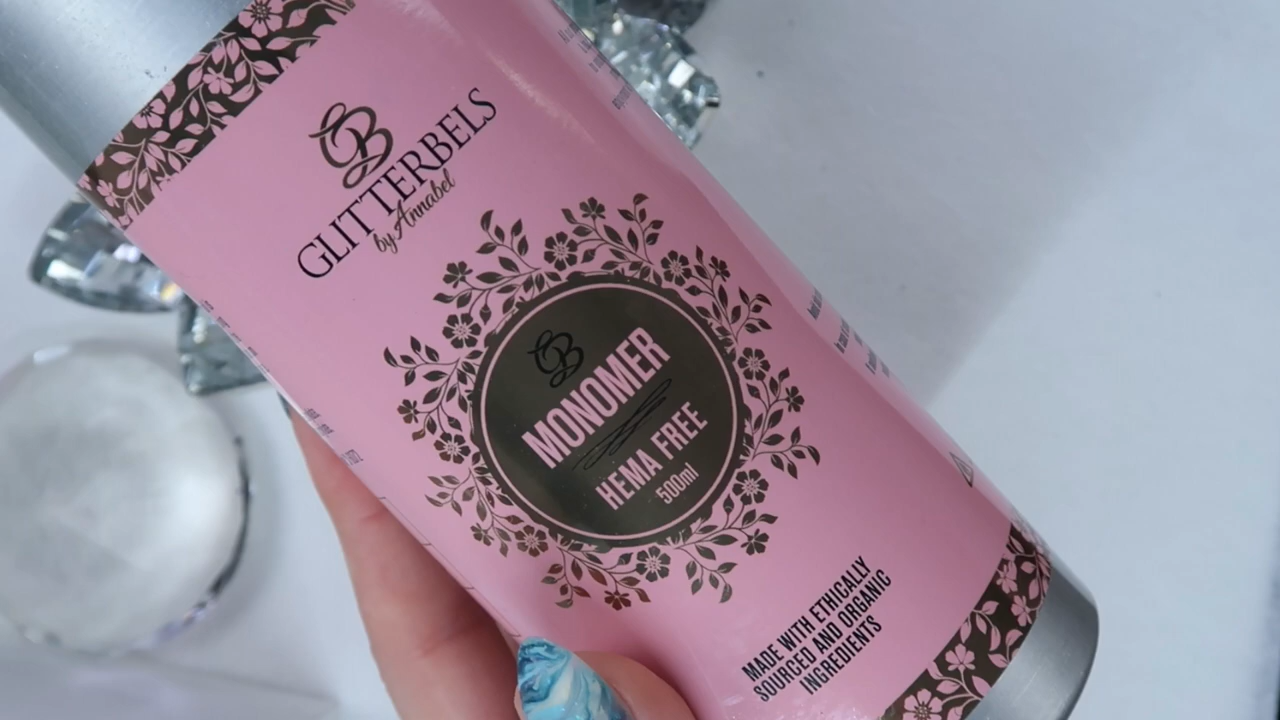 GLITTERBELS
by Annabel
MONOMER
HEMA FREE
500ml
MADE WITH ETHICALLY
SOURCED AND ORGANIC
INGREDIENTS